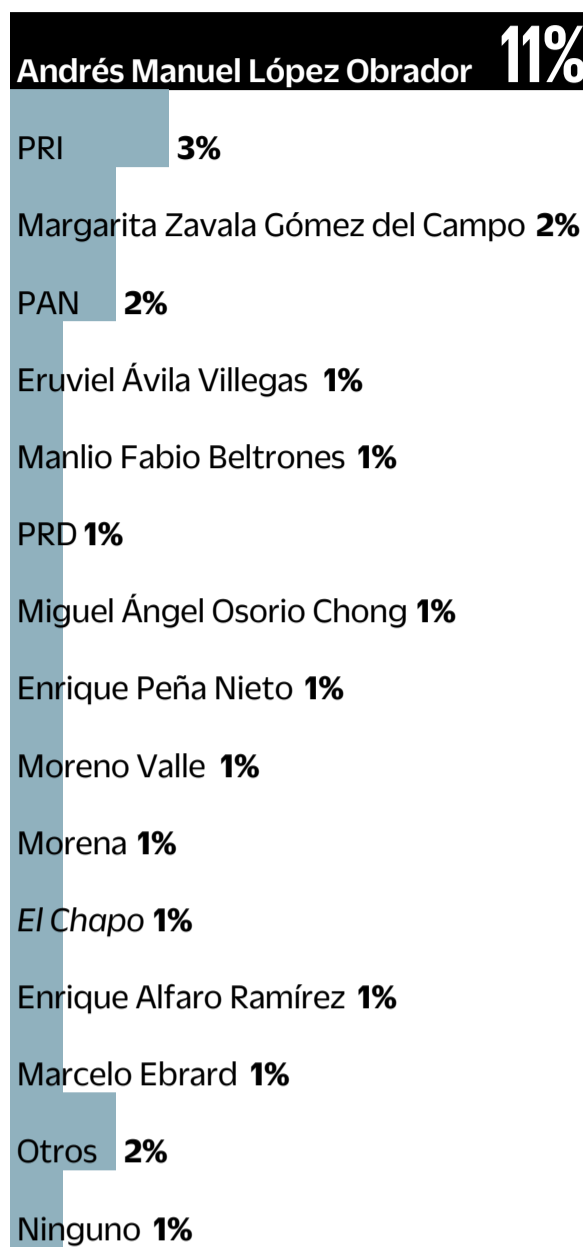 Andrés Manuel López Obrador 11%
PRI 3%
Margarita Zavala Gómez del Campo 2%
PAN 2%
Eruviel Ávila Villegas 1%
Manlio Fabio Beltrones 1%
PRD 1%
Miguel Ángel Osorio Chong 1%
Enrique Peña Nieto 1%
Moreno Valle 1%
Morena 1%
El Chapo 1%
Enrique Alfaro Ramírez 1%
Marcelo Ebrard 1%
Otros 2%
Ninguno 1%